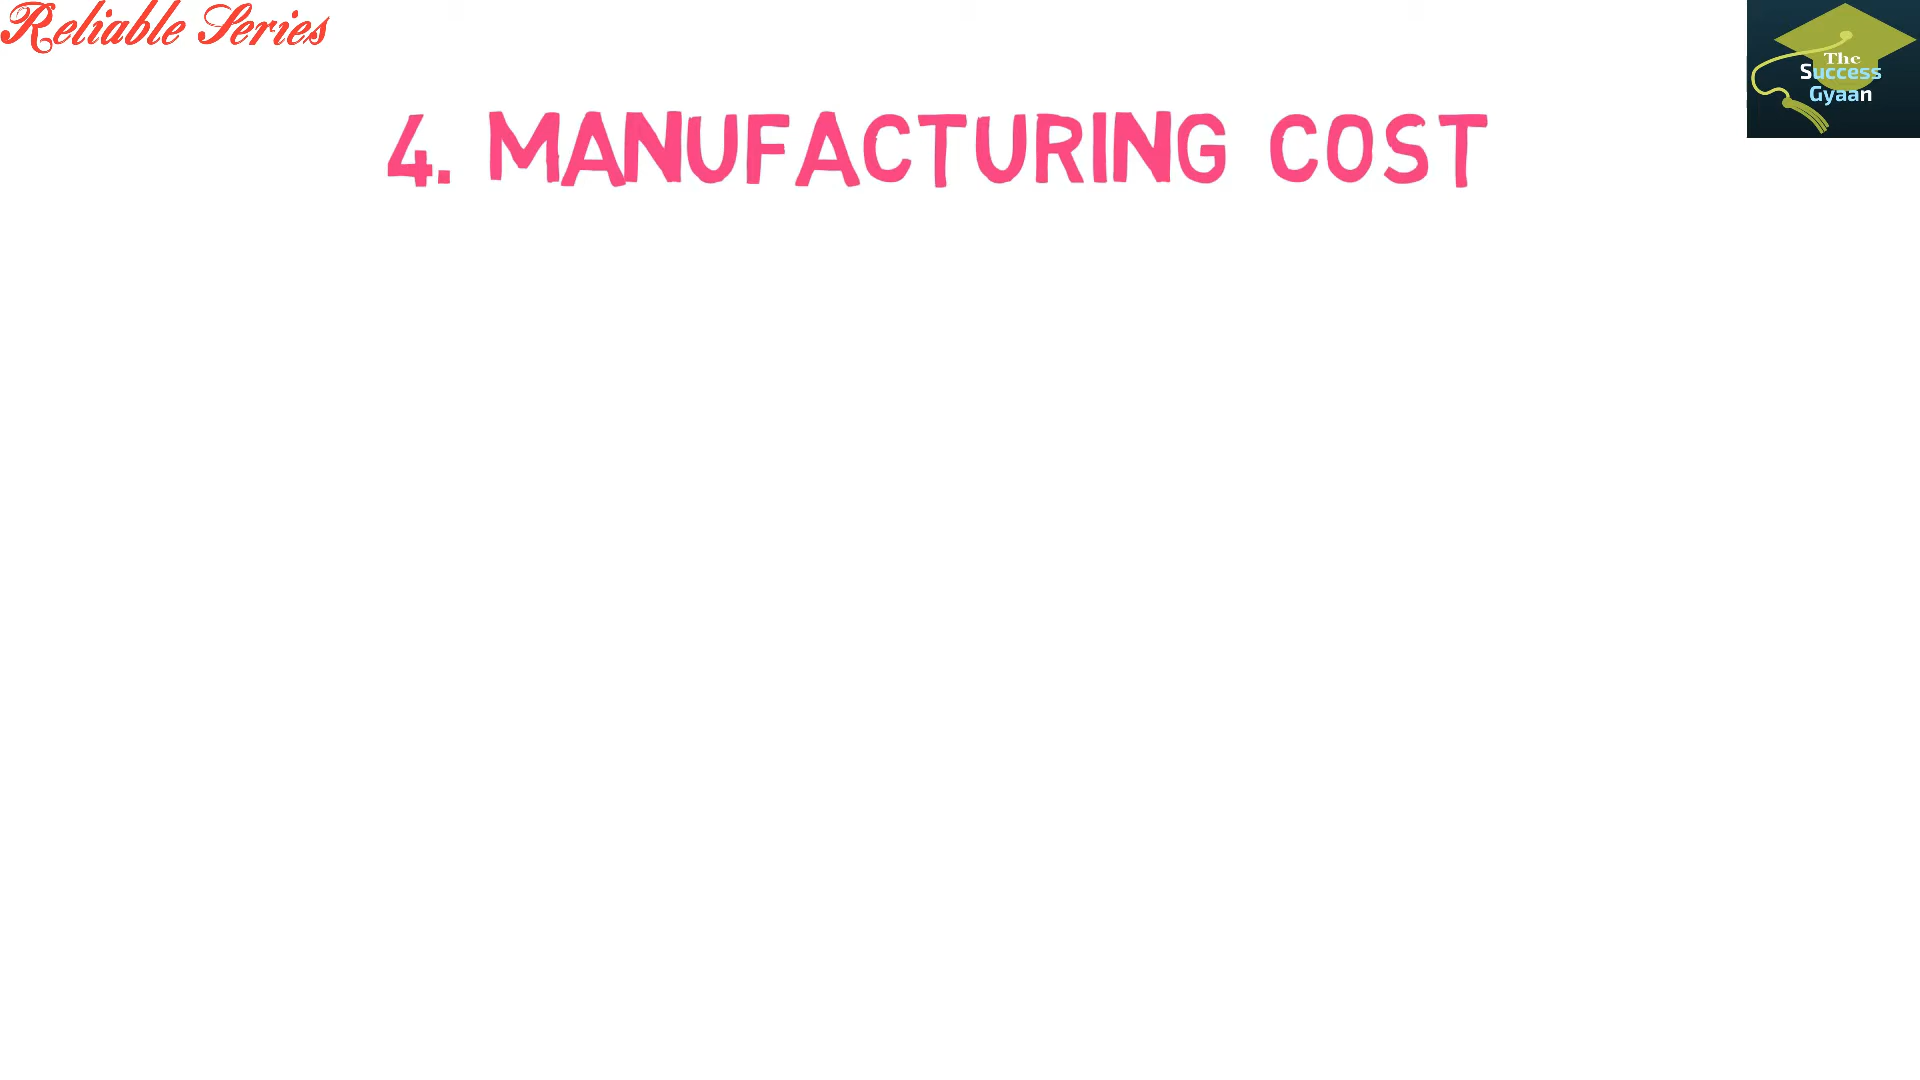 Reliable Series
The
Success
Gyaan
4. MANUFACTURING COST